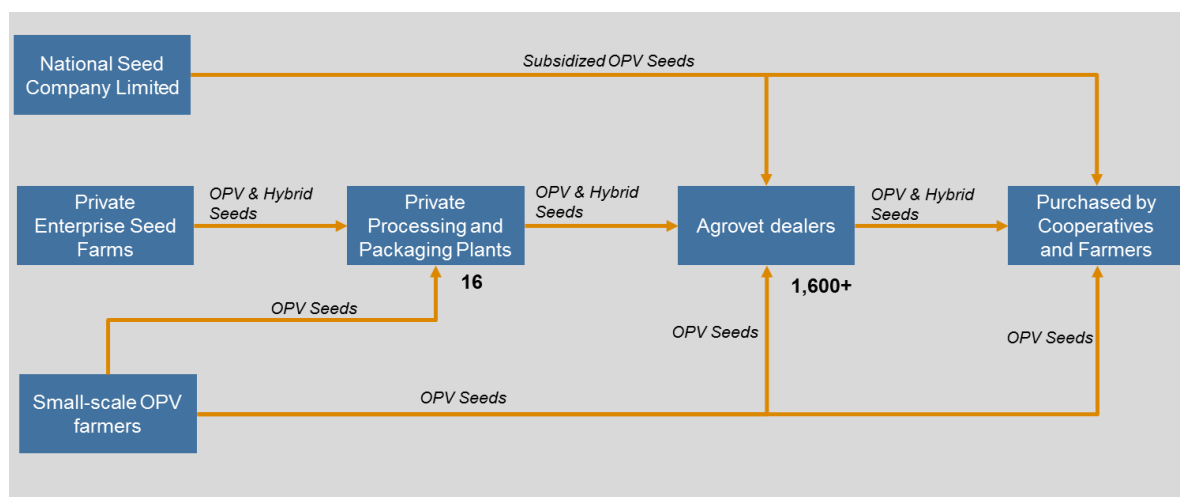 National Seed
Company Limited
Subsidized OPV Seeds
Private
Enterprise Seed
Farms
OPV & Hybrid
Seeds
Private
Processing and
Packaging Plants
16
OPV & Hybrid
Seeds
Agrovet dealers
1,600+
OPV & Hybrid
Seeds
Purchased by
Cooperatives
and Farmers
OPV Seeds
OPV Seeds
OPV Seeds
Small-scale OPV
farmers
OPV Seeds